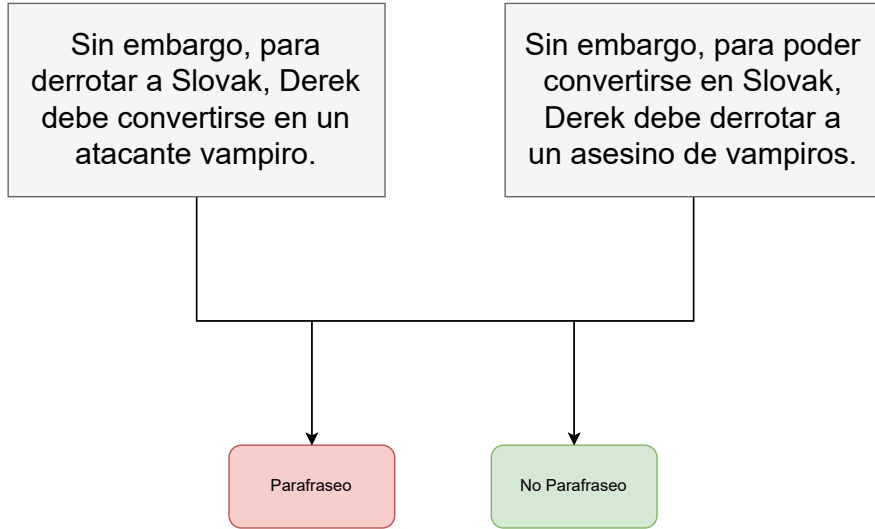 Sin embargo, para
derrotar a Slovak, Derek
debe convertirse en un
atacante vampiro.
Sin embargo, para poder
convertirse en Slovak,
Derek debe derrotar a
un asesino de vampiros.
Parafraseo
No Parafraseo